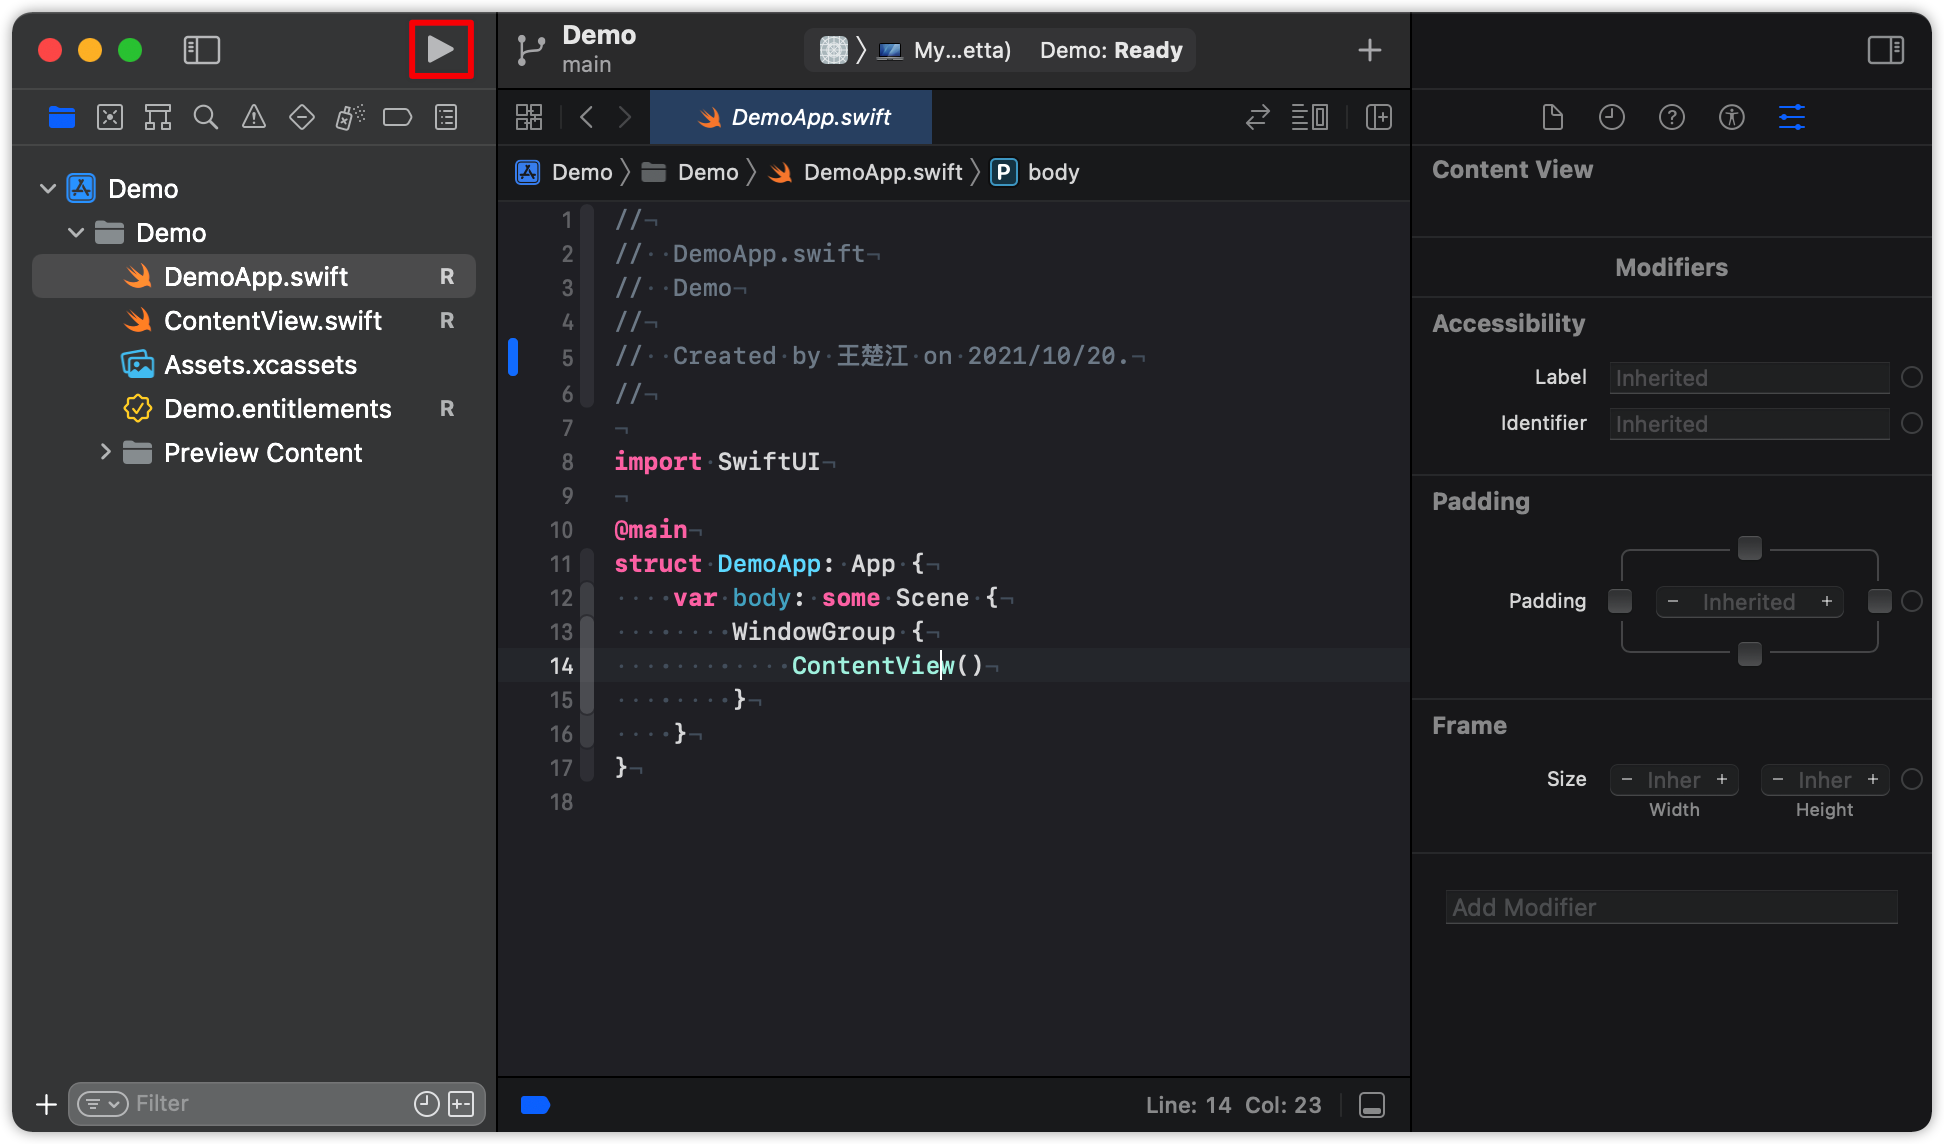 Demo
main
My...etta)
Demo: Ready
DemoApp.swift
Demo
Demo
DemoApp.swift R
ContentView.swift R
Assets.xcassets
Demo.entitlements R
Preview Content
Filter
Demo 〉 Demo 〉 DemoApp.swift 〉 P body
1 //
2 // DemoApp.swift
3 // Demo
4 //
5 // Created by 王楚江 on 2021/10/20.
6 //
7
8 import SwiftUI
9
10 @main
11 struct DemoApp: App {
12 var body: some Scene {
13 WindowGroup {
14 ContentView()
15 }
16 }
17 }
18
Line: 14 Col: 23
Content View
Modifiers
Accessibility
Label Inherited
Identifier Inherited
Padding
Padding − Inherited +
Frame
Size − Inher + − Inher +
Width Height
Add Modifier